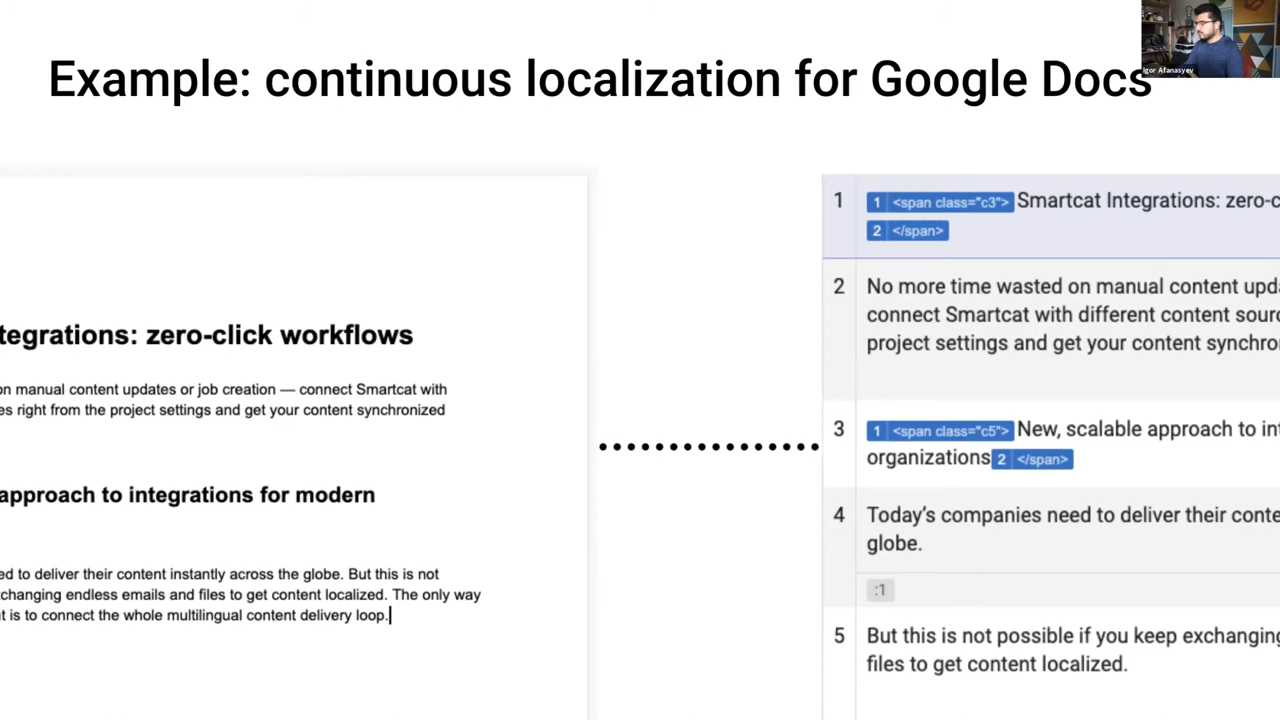 Igor Afanasyev
Example: continuous localization for Google Docs
tegrations: zero-click workflows
on manual content updates or job creation — connect Smartcat with
es right from the project settings and get your content synchronized
approach to integrations for modern
ed to deliver their content instantly across the globe. But this is not
changing endless emails and files to get content localized. The only way
t is to connect the whole multilingual content delivery loop.
1 1 <span class="c3"> Smartcat Integrations: zero-c
2 </span>
2 No more time wasted on manual content upda
connect Smartcat with different content sourc
project settings and get your content synchro
3 1 <span class="c5"> New, scalable approach to int
organizations 2 </span>
4 Today’s companies need to deliver their conte
globe.
:1
5 But this is not possible if you keep exchanging
files to get content localized.